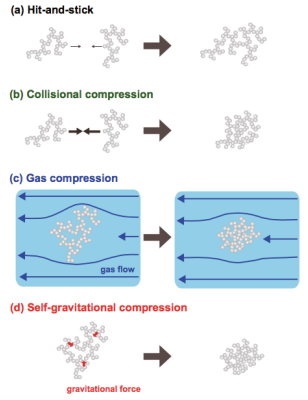 (a) Hit-and-stick
(b) Collisional compression
(c) Gas compression
gas flow
(d) Self-gravitational compression
gravitational force